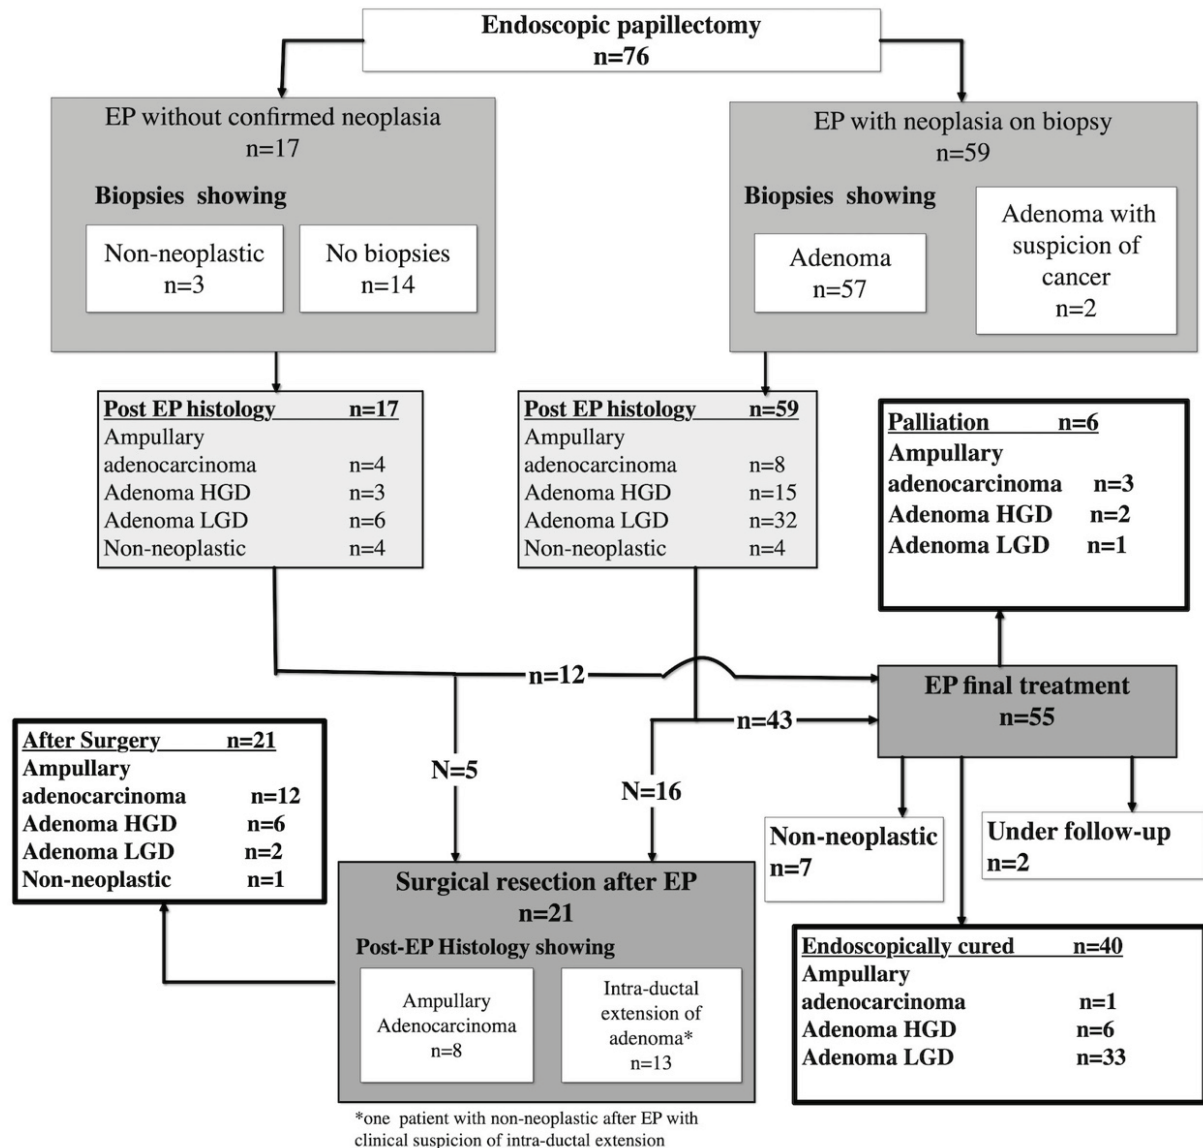 Endoscopic papillectomy
n=76
EP without confirmed neoplasia
n=17
Biopsies showing
Non-neoplastic
n=3
No biopsies
n=14
EP with neoplasia on biopsy
n=59
Biopsies showing
Adenoma
n=57
Adenoma with
suspicion of
cancer
n=2
Post EP histology n=17
Ampullary
adenocarcinoma n=4
Adenoma HGD n=3
Adenoma LGD n=6
Non-neoplastic n=4
Post EP histology n=59
Ampullary
adenocarcinoma n=8
Adenoma HGD n=15
Adenoma LGD n=32
Non-neoplastic n=4
Palliation n=6
Ampullary
adenocarcinoma n=3
Adenoma HGD n=2
Adenoma LGD n=1
n=12
EP final treatment
n=55
n=43
After Surgery n=21
Ampullary
adenocarcinoma n=12
Adenoma HGD n=6
Adenoma LGD n=2
Non-neoplastic n=1
N=5
N=16
Non-neoplastic
n=7
Under follow-up
n=2
Surgical resection after EP
n=21
Post-EP Histology showing
Ampullary
Adenocarcinoma
n=8
Intra-ductal
extension of
adenoma*
n=13
Endoscopically cured n=40
Ampullary
adenocarcinoma n=1
Adenoma HGD n=6
Adenoma LGD n=33
*one patient with non-neoplastic after EP with
clinical suspicion of intra-ductal extension